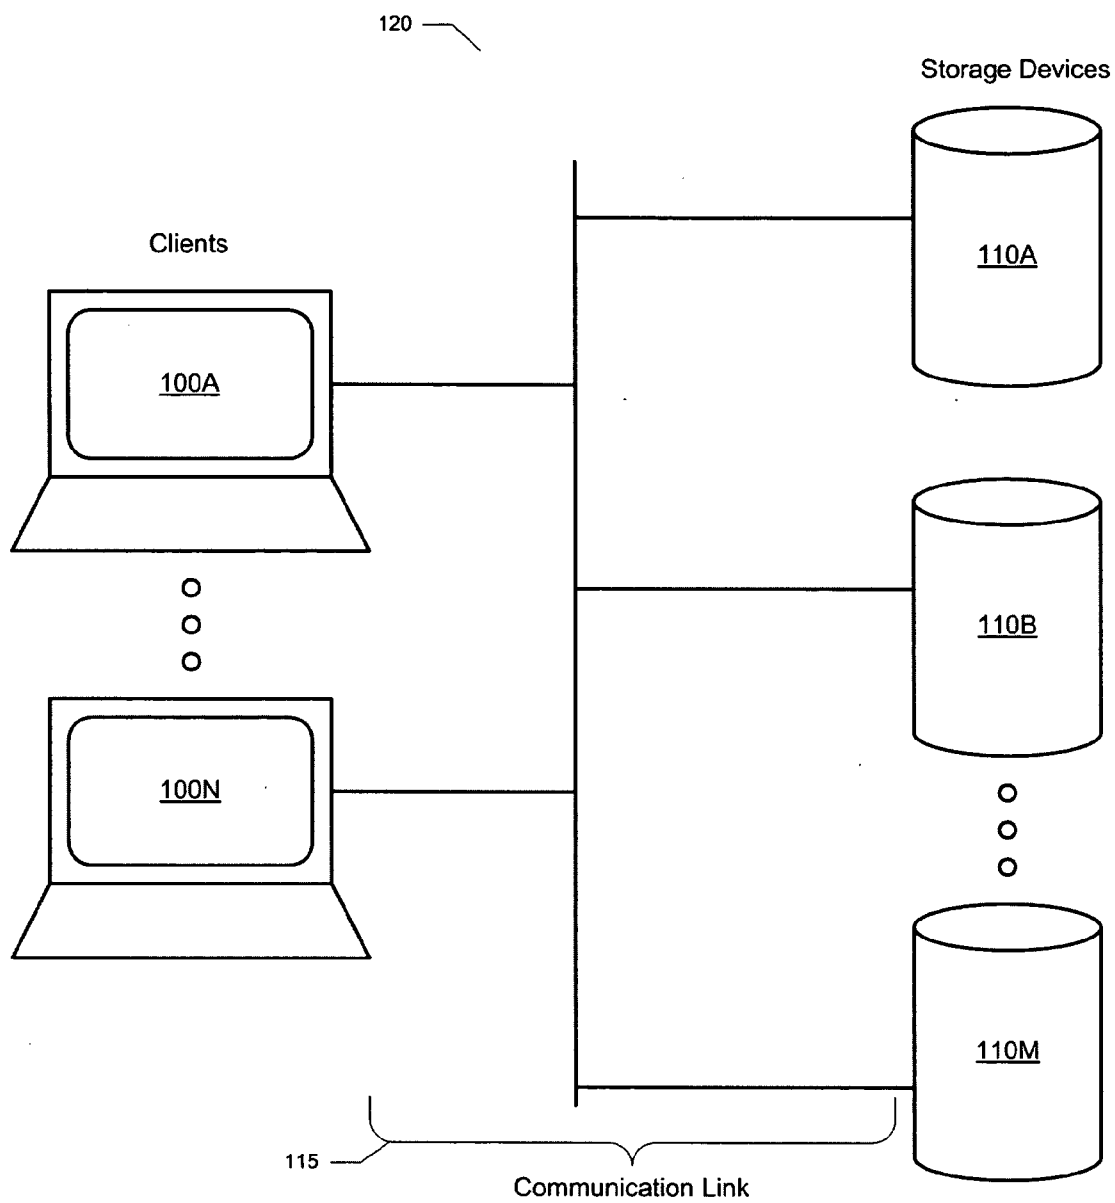 120
Storage Devices
110A
Clients
100A
110B
100N
110M
115
Communication Link